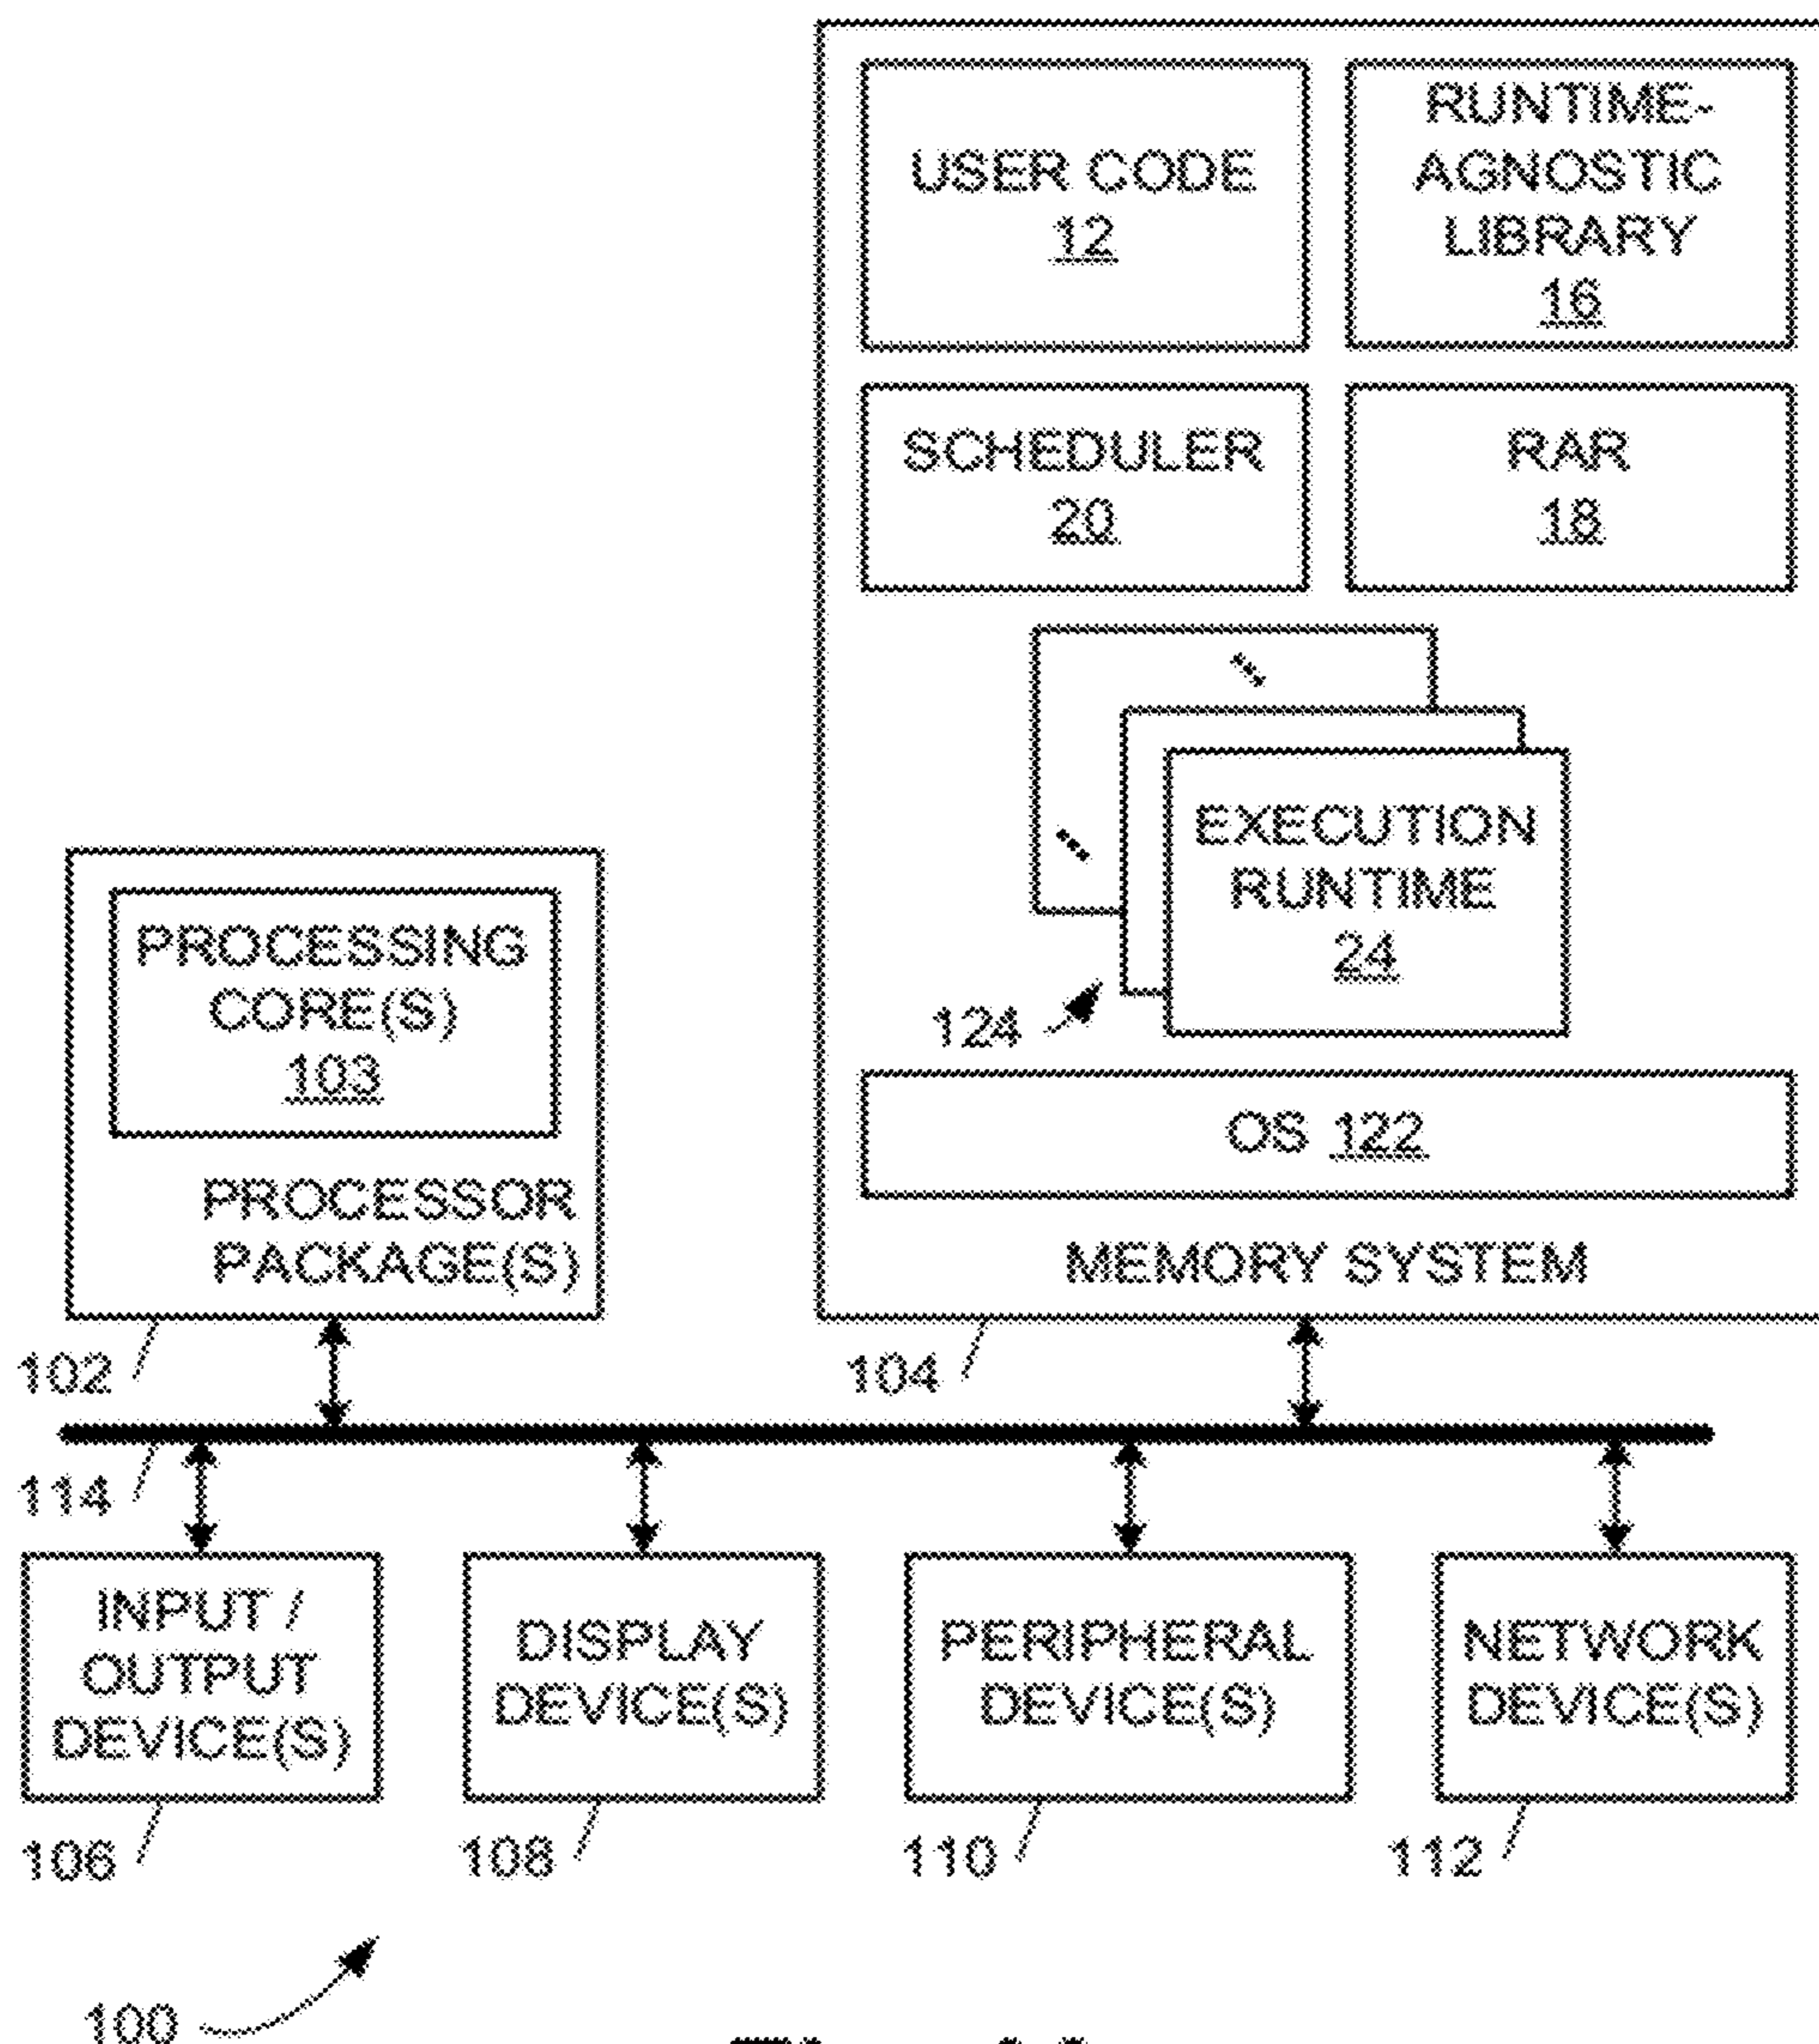 USER CODE
12
RUNTIME-
AGNOSTIC
LIBRARY
16
SCHEDULER
20
RAR
18
EXECUTION
RUNTIME
24
124
OS 122
MEMORY SYSTEM
104
PROCESSING
CORE(S)
103
PROCESSOR
PACKAGE(S)
102
114
INPUT /
OUTPUT
DEVICE(S)
106
DISPLAY
DEVICE(S)
108
PERIPHERAL
DEVICE(S)
110
NETWORK
DEVICE(S)
112
100